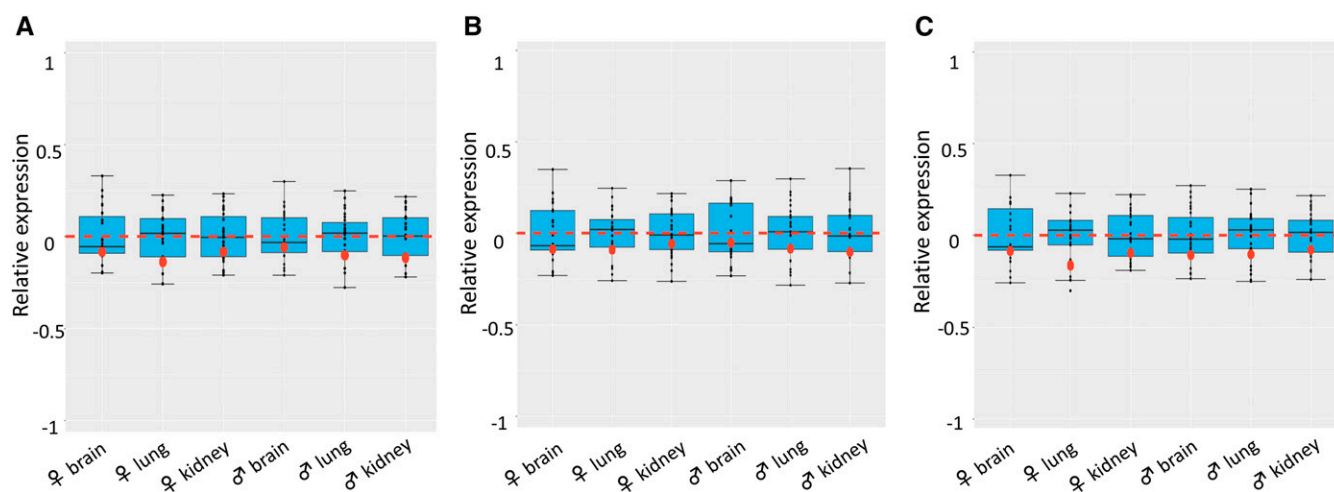 A
Relative expression
1
0.5
0
-0.5
-1
♀ brain
♀ lung
♀ kidney
♂ brain
♂ lung
♂ kidney
B
Relative expression
1
0.5
0
-0.5
-1
♀ brain
♀ lung
♀ kidney
♂ brain
♂ lung
♂ kidney
C
Relative expression
1
0.5
0
-0.5
-1
♀ brain
♀ lung
♀ kidney
♂ brain
♂ lung
♂ kidney